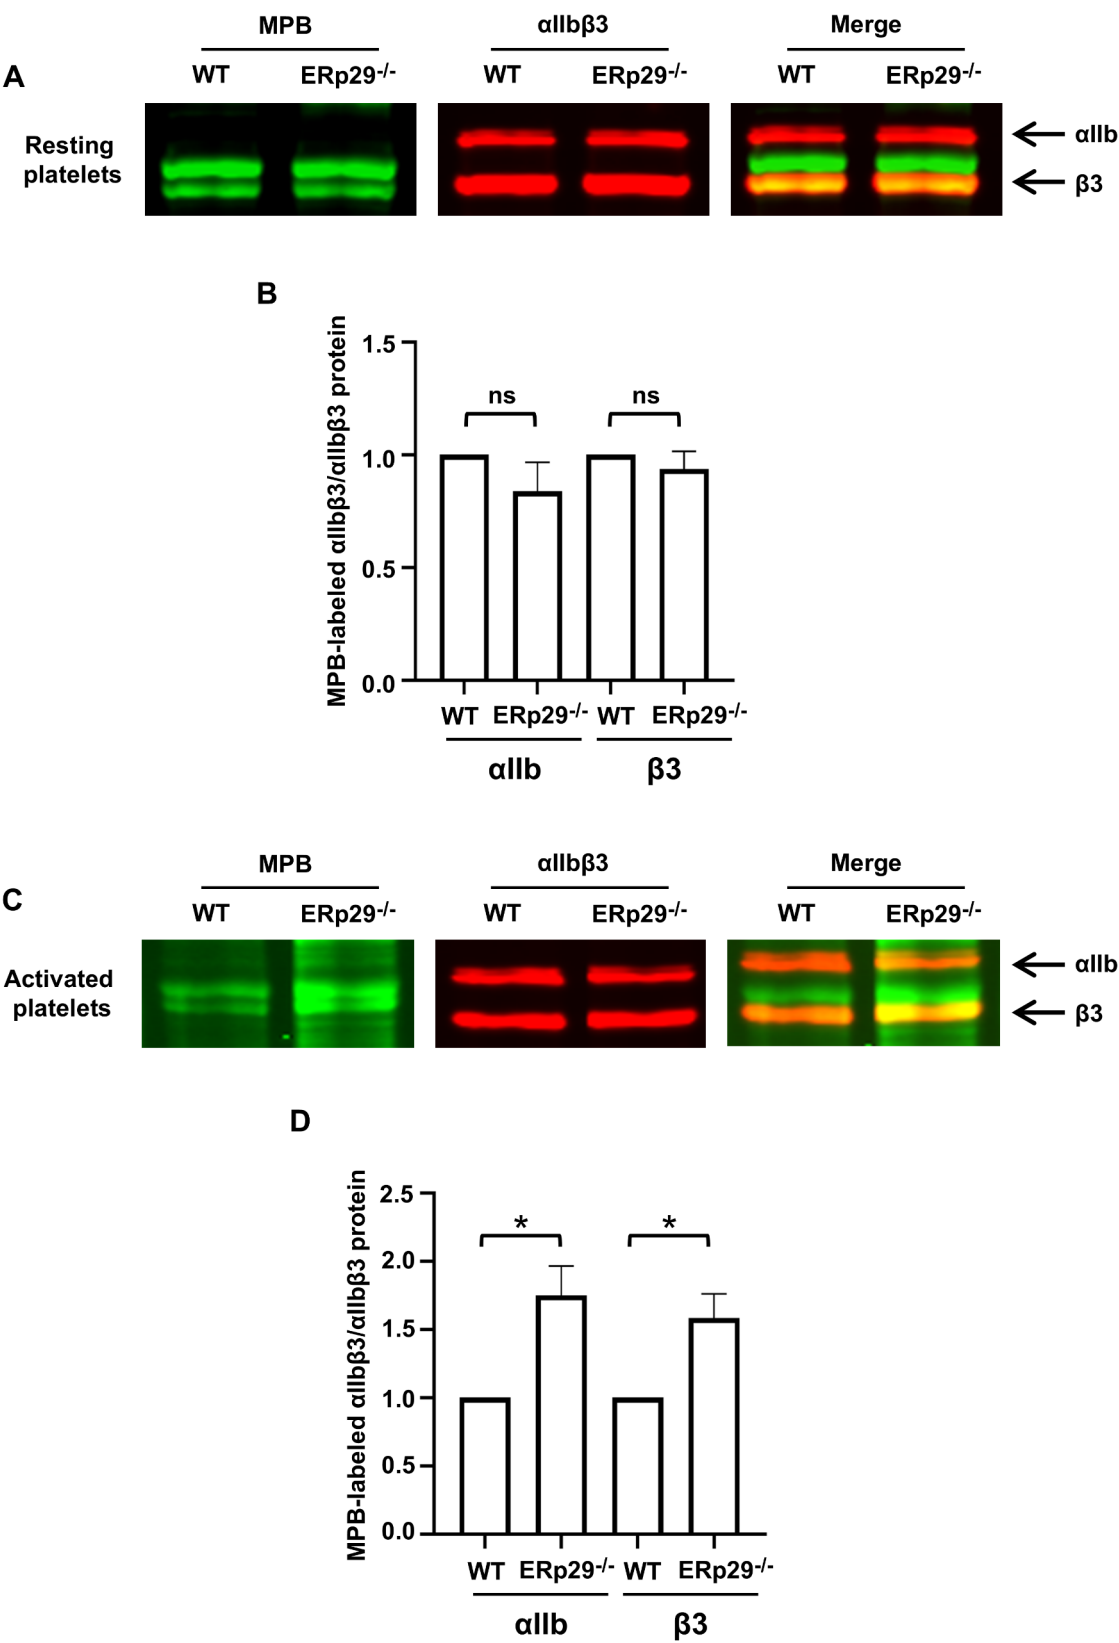 MPB αIIbβ3 Merge
A WT ERp29-/- WT ERp29-/- WT ERp29-/-
Resting
platelets
αIIb
β3
B
MPB-labeled αIIbβ3/αIIbβ3 protein
1.5
1.0
0.5
0.0
ns ns
WT ERp29-/- WT ERp29-/-
αIIb β3
MPB αIIbβ3 Merge
C WT ERp29-/- WT ERp29-/- WT ERp29-/-
Activated
platelets
αIIb
β3
D
MPB-labeled αIIbβ3/αIIbβ3 protein
2.5
2.0
1.5
1.0
0.5
0.0
* *
WT ERp29-/- WT ERp29-/-
αIIb β3